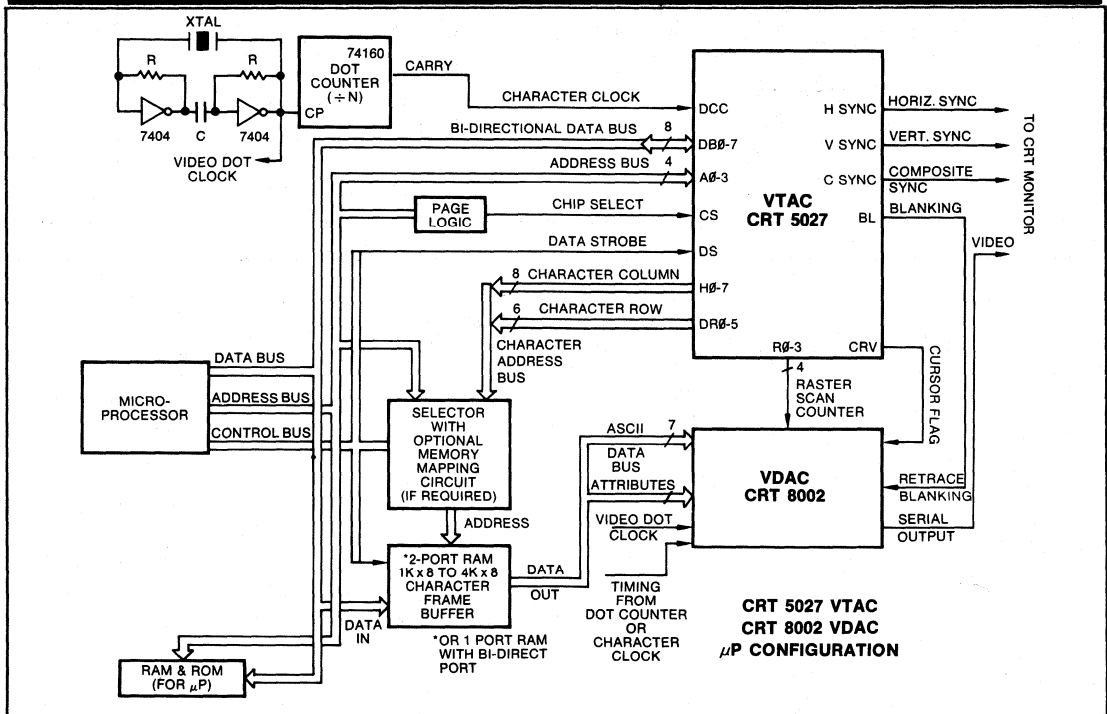 XTAL
R
R
7404
C
7404
VIDEO DOT
CLOCK
74160
DOT
COUNTER
(÷N)
CP
CARRY
CHARACTER CLOCK
BI-DIRECTIONAL DATA BUS
8
ADDRESS BUS
4
PAGE
LOGIC
CHIP SELECT
DATA STROBE
8
CHARACTER COLUMN
6
CHARACTER ROW
CHARACTER
ADDRESS
BUS
DCC
DBØ-7
AØ-3
CS
DS
HØ-7
DRØ-5
VTAC
CRT 5027
H SYNC
V SYNC
C SYNC
BL
RØ-3
CRV
HORIZ. SYNC
VERT. SYNC
COMPOSITE
SYNC
BLANKING
VIDEO
TO CRT MONITOR
4
RASTER
SCAN
COUNTER
CURSOR FLAG
MICRO-
PROCESSOR
DATA BUS
ADDRESS BUS
CONTROL BUS
SELECTOR
WITH
OPTIONAL
MEMORY
MAPPING
CIRCUIT
(IF REQUIRED)
ADDRESS
*2-PORT RAM
1K x 8 TO 4K x 8
CHARACTER
FRAME
BUFFER
DATA
IN
DATA
OUT
*OR 1 PORT RAM
WITH BI-DIRECT
PORT
RAM & ROM
(FOR µP)
ASCII
7
DATA
BUS
ATTRIBUTES
VIDEO DOT
CLOCK
TIMING
FROM
DOT COUNTER
OR
CHARACTER
CLOCK
VDAC
CRT 8002
RETRACE
BLANKING
SERIAL
OUTPUT
CRT 5027 VTAC
CRT 8002 VDAC
µP CONFIGURATION